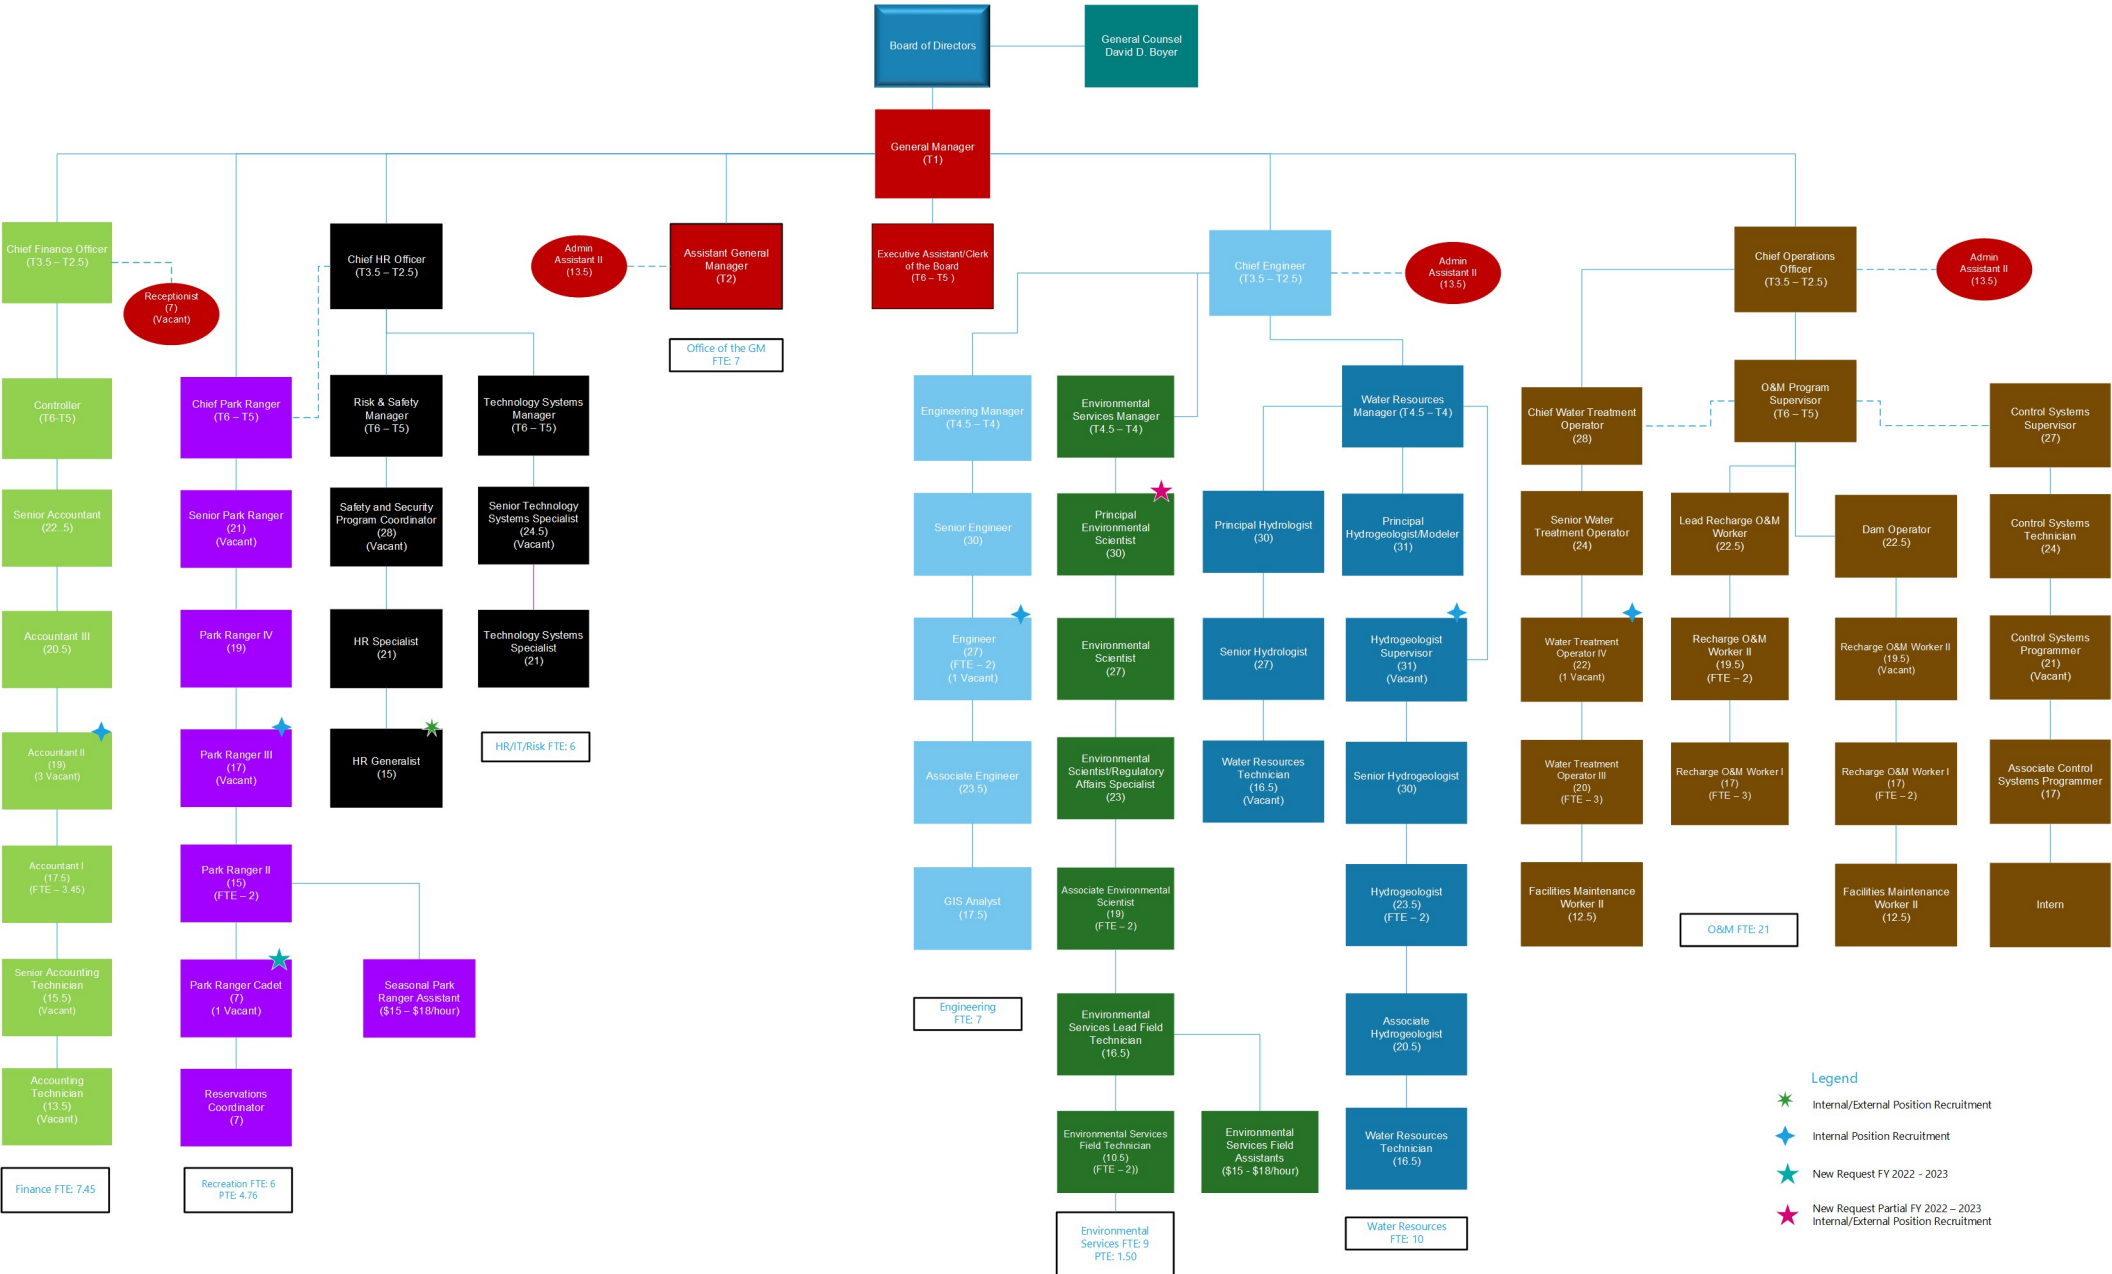 Board of Directors
General Counsel
David D. Boyer
General Manager
(T1)
Chief Finance Officer
(T3.5 – T2.5)
Receptionist
(7)
(Vacant)
Chief HR Officer
(T3.5 – T2.5)
Admin
Assistant II
(13.5)
Assistant General
Manager
(T2)
Executive Assistant/Clerk
of the Board
(T6 – T5 )
Chief Engineer
(T3.5 – T2.5)
Admin
Assistant II
(13.5)
Chief Operations
Officer
(T3.5 – T2.5)
Admin
Assistant II
(13.5)
Office of the GM
FTE: 7
Controller
(T6-T5)
Chief Park Ranger
(T6 – T5)
Risk & Safety
Manager
(T6 – T5)
Technology Systems
Manager
(T6 – T5)
Engineering Manager
(T4.5 – T4)
Environmental
Services Manager
(T4.5 – T4)
Water Resources
Manager (T4.5 – T4)
Chief Water Treatment
Operator
(28)
O&M Program
Supervisor
(T6 – T5)
Control Systems
Supervisor
(27)
Senior Accountant
(22..5)
Senior Park Ranger
(21)
(Vacant)
Safety and Security
Program Coordinator
(28)
(Vacant)
Senior Technology
Systems Specialist
(24.5)
(Vacant)
Senior Engineer
(30)
Principal
Environmental
Scientist
(30)
Principal Hydrologist
(30)
Principal
Hydrogeologist/Modeler
(31)
Senior Water
Treatment Operator
(24)
Lead Recharge O&M
Worker
(22.5)
Dam Operator
(22.5)
Control Systems
Technician
(24)
Accountant III
(20.5)
Park Ranger IV
(19)
HR Specialist
(21)
Technology Systems
Specialist
(21)
Engineer
(27)
(FTE – 2)
(1 Vacant)
Environmental
Scientist
(27)
Senior Hydrologist
(27)
Hydrogeologist
Supervisor
(31)
(Vacant)
Water Treatment
Operator IV
(22)
(1 Vacant)
Recharge O&M
Worker II
(19.5)
(FTE – 2)
Recharge O&M Worker II
(19.5)
(Vacant)
Control Systems
Programmer
(21)
(Vacant)
Accountant II
(19)
(3 Vacant)
Park Ranger III
(17)
(Vacant)
HR Generalist
(15)
HR/IT/Risk FTE: 6
Associate Engineer
(23.5)
Environmental
Scientist/Regulatory
Affairs Specialist
(23)
Water Resources
Technician
(16.5)
(Vacant)
Senior Hydrogeologist
(30)
Water Treatment
Operator III
(20)
(FTE – 3)
Recharge O&M Worker I
(17)
(FTE – 3)
Recharge O&M Worker I
(17)
(FTE – 2)
Associate Control
Systems Programmer
(17)
Accountant I
(17.5)
(FTE – 3.45)
Park Ranger II
(15)
(FTE – 2)
GIS Analyst
(17.5)
Associate Environmental
Scientist
(19)
(FTE – 2)
Hydrogeologist
(23.5)
(FTE – 2)
Facilities Maintenance
Worker II
(12.5)
O&M FTE: 21
Facilities Maintenance
Worker II
(12.5)
Intern
Senior Accounting
Technician
(15.5)
(Vacant)
Park Ranger Cadet
(7)
(1 Vacant)
Seasonal Park
Ranger Assistant
($15 – $18/hour)
Engineering
FTE: 7
Environmental
Services Lead Field
Technician
(16.5)
Associate
Hydrogeologist
(20.5)
Accounting
Technician
(13.5)
(Vacant)
Reservations
Coordinator
(7)
Environmental Services
Field Technician
(10.5)
(FTE – 2))
Environmental
Services Field
Assistants
($15 - $18/hour)
Water Resources
Technician
(16.5)
Finance FTE: 7.45
Recreation FTE: 6
PTE: 4.76
Environmental
Services FTE: 9
PTE: 1.50
Water Resources
FTE: 10
Legend
Internal/External Position Recruitment
Internal Position Recruitment
New Request FY 2022 - 2023
New Request Partial FY 2022 – 2023
Internal/External Position Recruitment